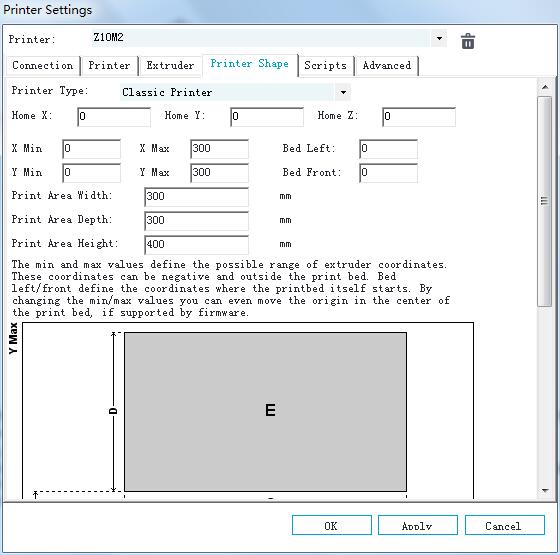 Printer Settings
Printer: Z10M2
Connection Printer Extruder Printer Shape Scripts Advanced
Printer Type: Classic Printer
Home X: 0 Home Y: 0 Home Z: 0
X Min 0 X Max 300 Bed Left: 0
Y Min 0 Y Max 300 Bed Front: 0
Print Area Width: 300 mm
Print Area Depth: 300 mm
Print Area Height: 400 mm
The min and max values define the possible range of extruder coordinates.
These coordinates can be negative and outside the print bed. Bed
left/front define the coordinates where the printbed itself starts. By
changing the min/max values you can even move the origin in the center of
the print bed, if supported by firmware.
Y Max
D
E
OK Apply Cancel